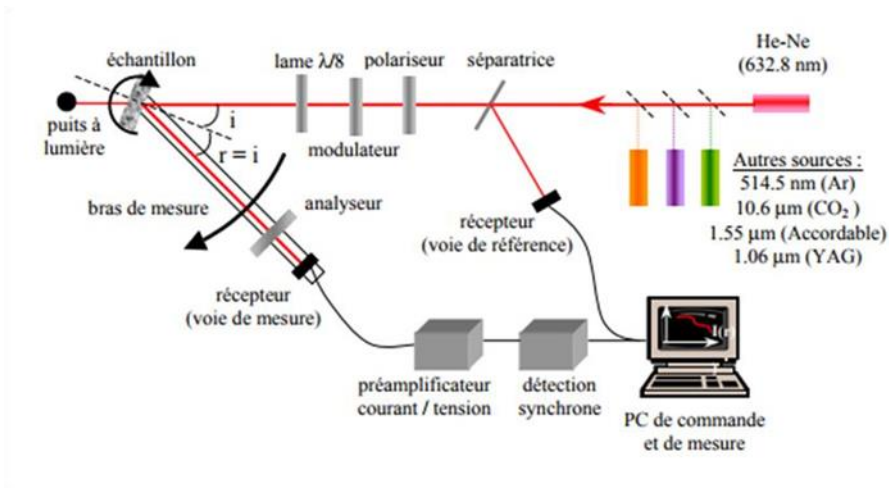 He-Ne
(632.8 nm)
échantillon
lame λ/8
polariseur
séparatrice
puits à
lumière
i
r = i
modulateur
bras de mesure
analyseur
récepteur
(voie de référence)
Autres sources :
514.5 nm (Ar)
10.6 µm (CO₂ )
1.55 µm (Accordable)
1.06 µm (YAG)
récepteur
(voie de mesure)
I(r)
préamplificateur
courant / tension
détection
synchrone
PC de commande
et de mesure